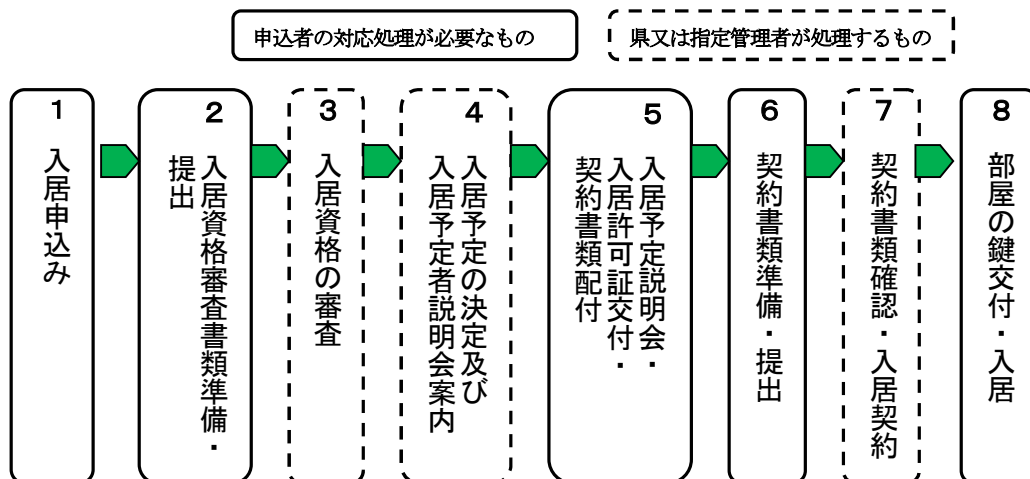 申込者の対応処理が必要なもの
県又は指定管理者が処理するもの
1
入居申込み
2
入居資格審査書類準備・
提出
3
入居資格の審査
4
入居予定の決定及び
入居予定者説明会案内
5
入居予定説明会・
入居許可証交付・
契約書類配付
6
契約書類準備・提出
7
契約書類確認・入居契約
8
部屋の鍵交付・入居